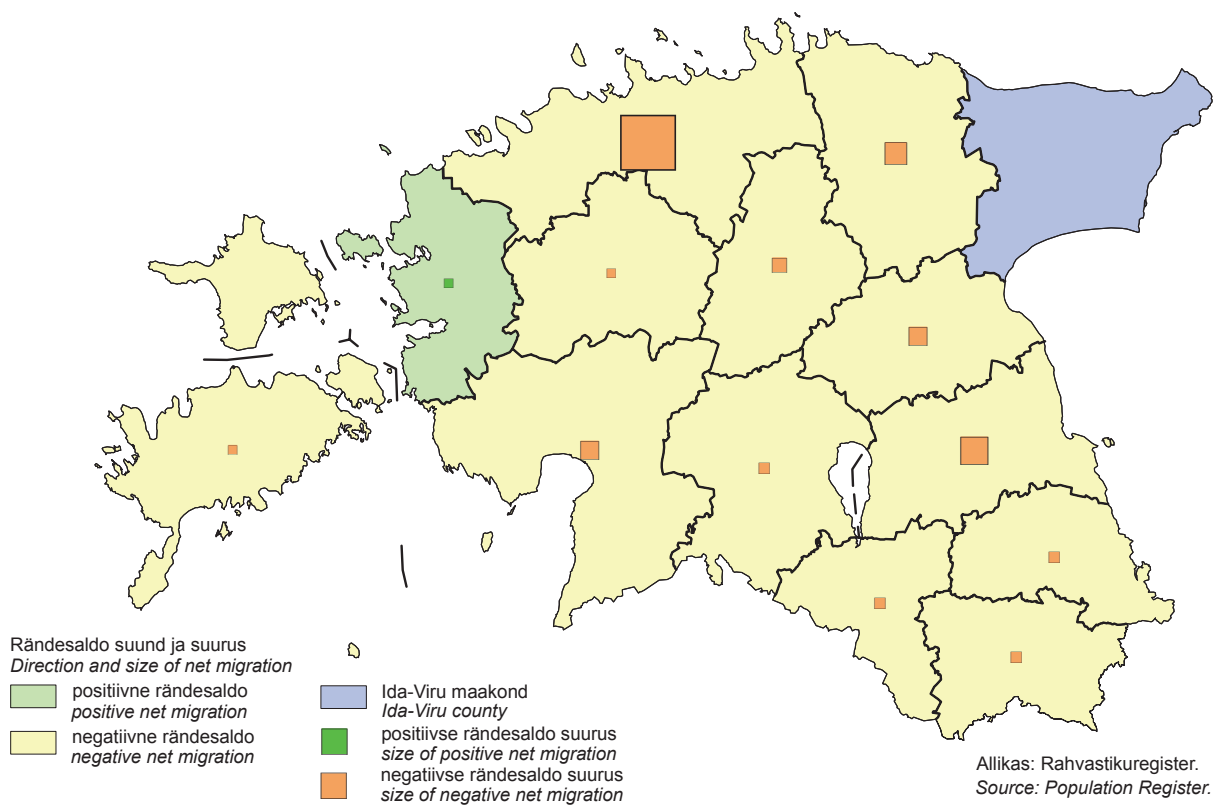 Rändesaldo suund ja suurus
Direction and size of net migration
positiivne rändesaldo
positive net migration
negatiivne rändesaldo
negative net migration
Ida-Viru maakond
Ida-Viru county
positiivse rändesaldo suurus
size of positive net migration
negatiivse rändesaldo suurus
size of negative net migration
Allikas: Rahvastikuregister.
Source: Population Register.